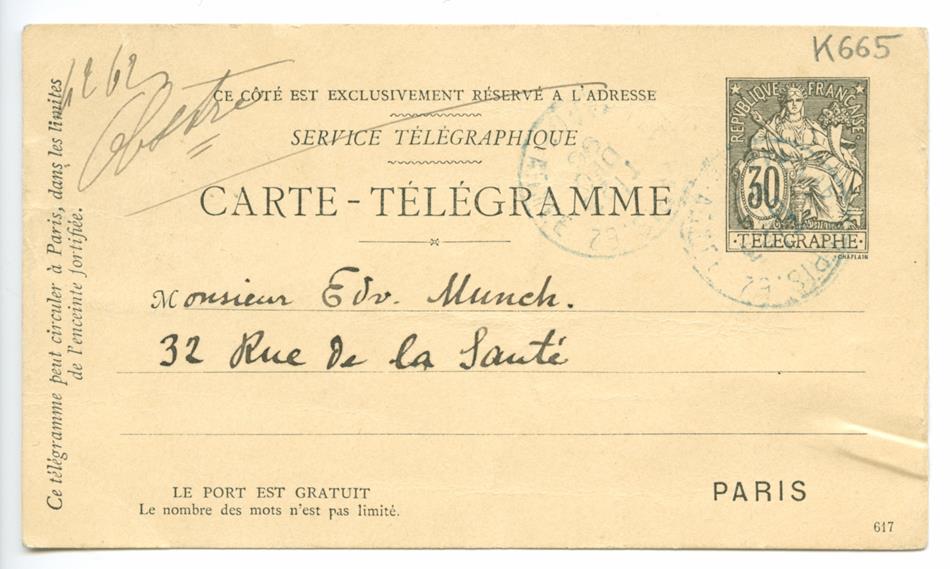 K665
4262
CE CÔTÉ EST EXCLUSIVEMENT RÉSERVÉ A L'ADRESSE
SERVICE TÉLÉGRAPHIQUE
CARTE-TÉLÉGRAMME
RÉPUBLIQUE FRANÇAISE
30
TELEGRAPHE
CHAPLAIN
Monsieur Edv. Munch.
32 Rue de la Santé
Ce télégramme peut circuler à Paris, dans les limites
de l'enceinte fortifiée.
LE PORT EST GRATUIT
Le nombre des mots n'est pas limité.
PARIS
617